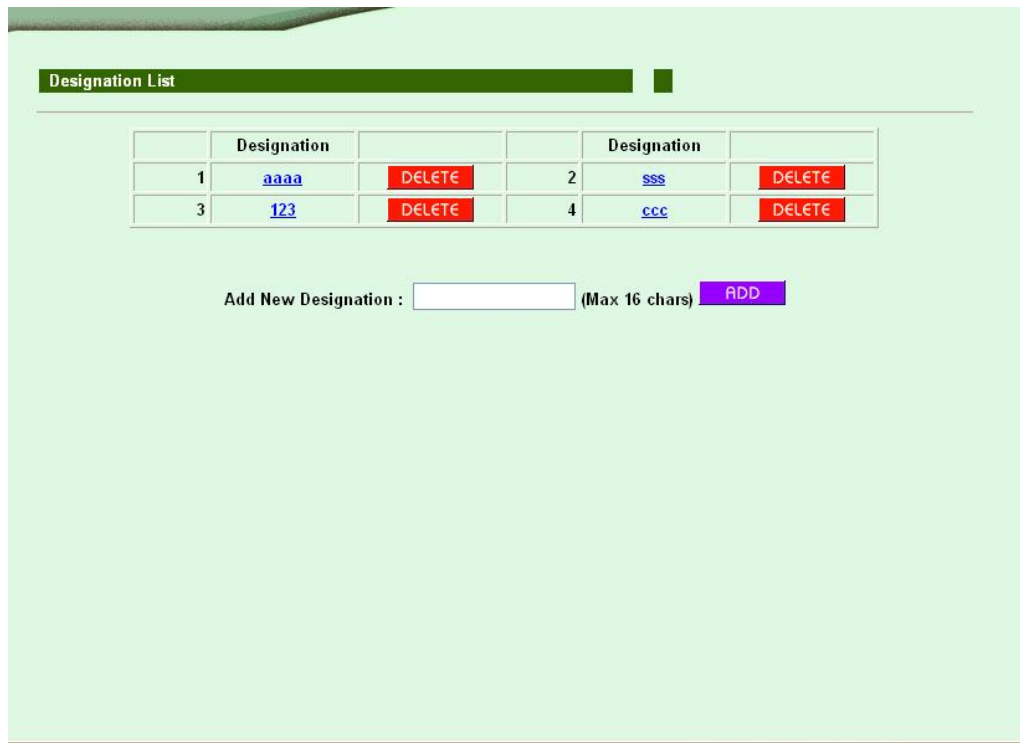 Designation List
Designation Designation
1 aaaa DELETE 2 sss DELETE
3 123 DELETE 4 ccc DELETE
Add New Designation : (Max 16 chars) ADD